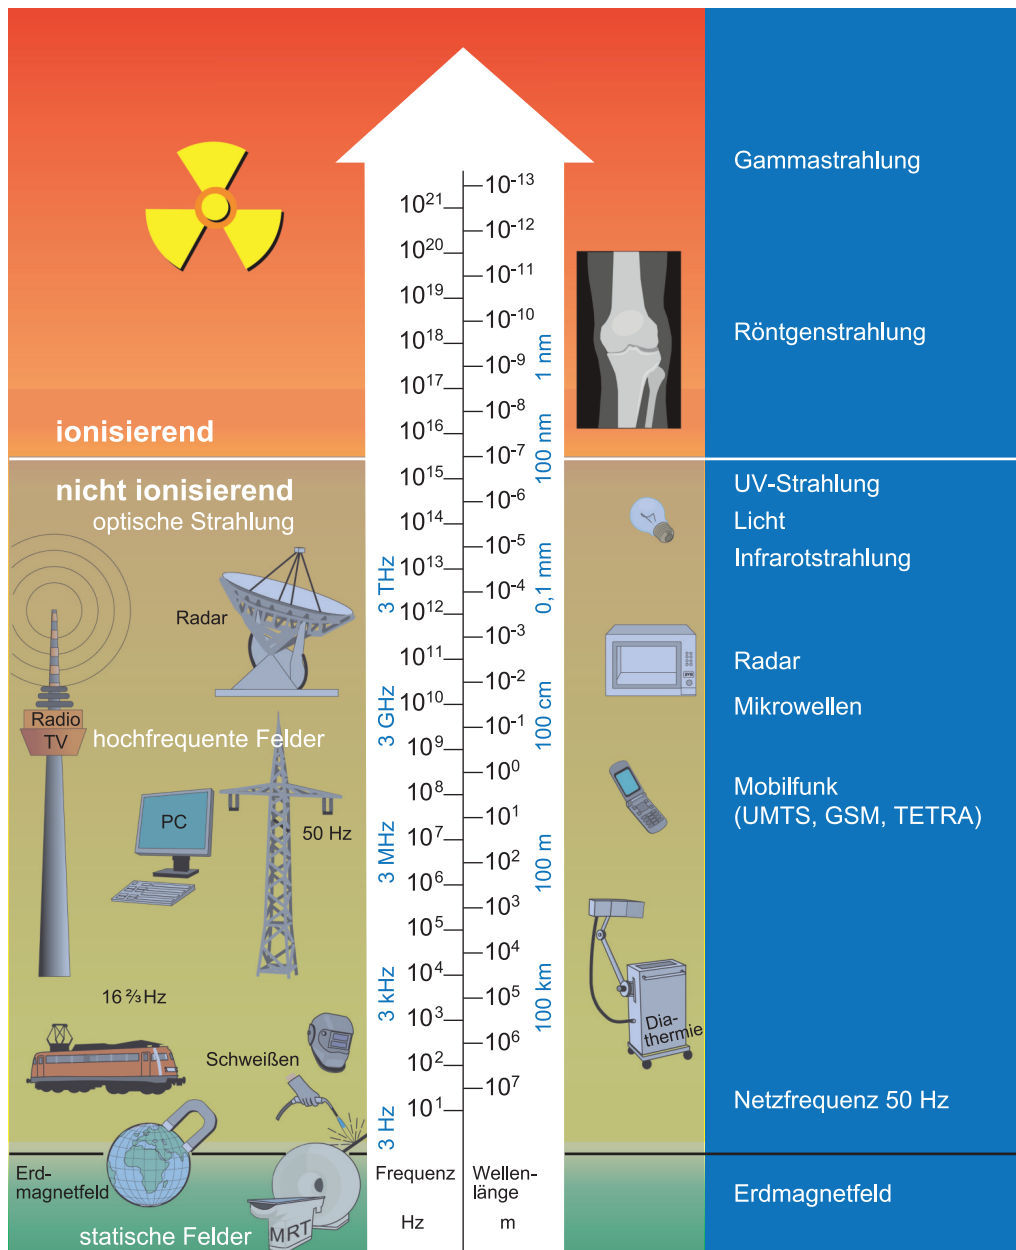 Gammastrahlung
Röntgenstrahlung
ionisierend
nicht ionisierend
optische Strahlung
UV-Strahlung
Licht
Infrarotstrahlung
Radar
Radar
Mikrowellen
Radio
TV
hochfrequente Felder
PC
50 Hz
Mobilfunk
(UMTS, GSM, TETRA)
16 ⅔ Hz
Schweißen
Dia-
thermie
Netzfrequenz 50 Hz
Erd-
magnetfeld
statische Felder
MRT
Erdmagnetfeld
10²¹
10²⁰
10¹⁹
10¹⁸
10¹⁷
10¹⁶
10¹⁵
10¹⁴
10¹³
10¹²
10¹¹
10¹⁰
10⁹
10⁸
10⁷
10⁶
10⁵
10⁴
10³
10²
10¹
3 THz
3 GHz
3 MHz
3 kHz
3 Hz
Frequenz
Hz
10⁻¹³
10⁻¹²
10⁻¹¹
10⁻¹⁰
10⁻⁹
10⁻⁸
10⁻⁷
10⁻⁶
10⁻⁵
10⁻⁴
10⁻³
10⁻²
10⁻¹
10⁰
10¹
10²
10³
10⁴
10⁵
10⁶
10⁷
1 nm
100 nm
0,1 mm
100 cm
100 m
100 km
Wellen-
länge
m